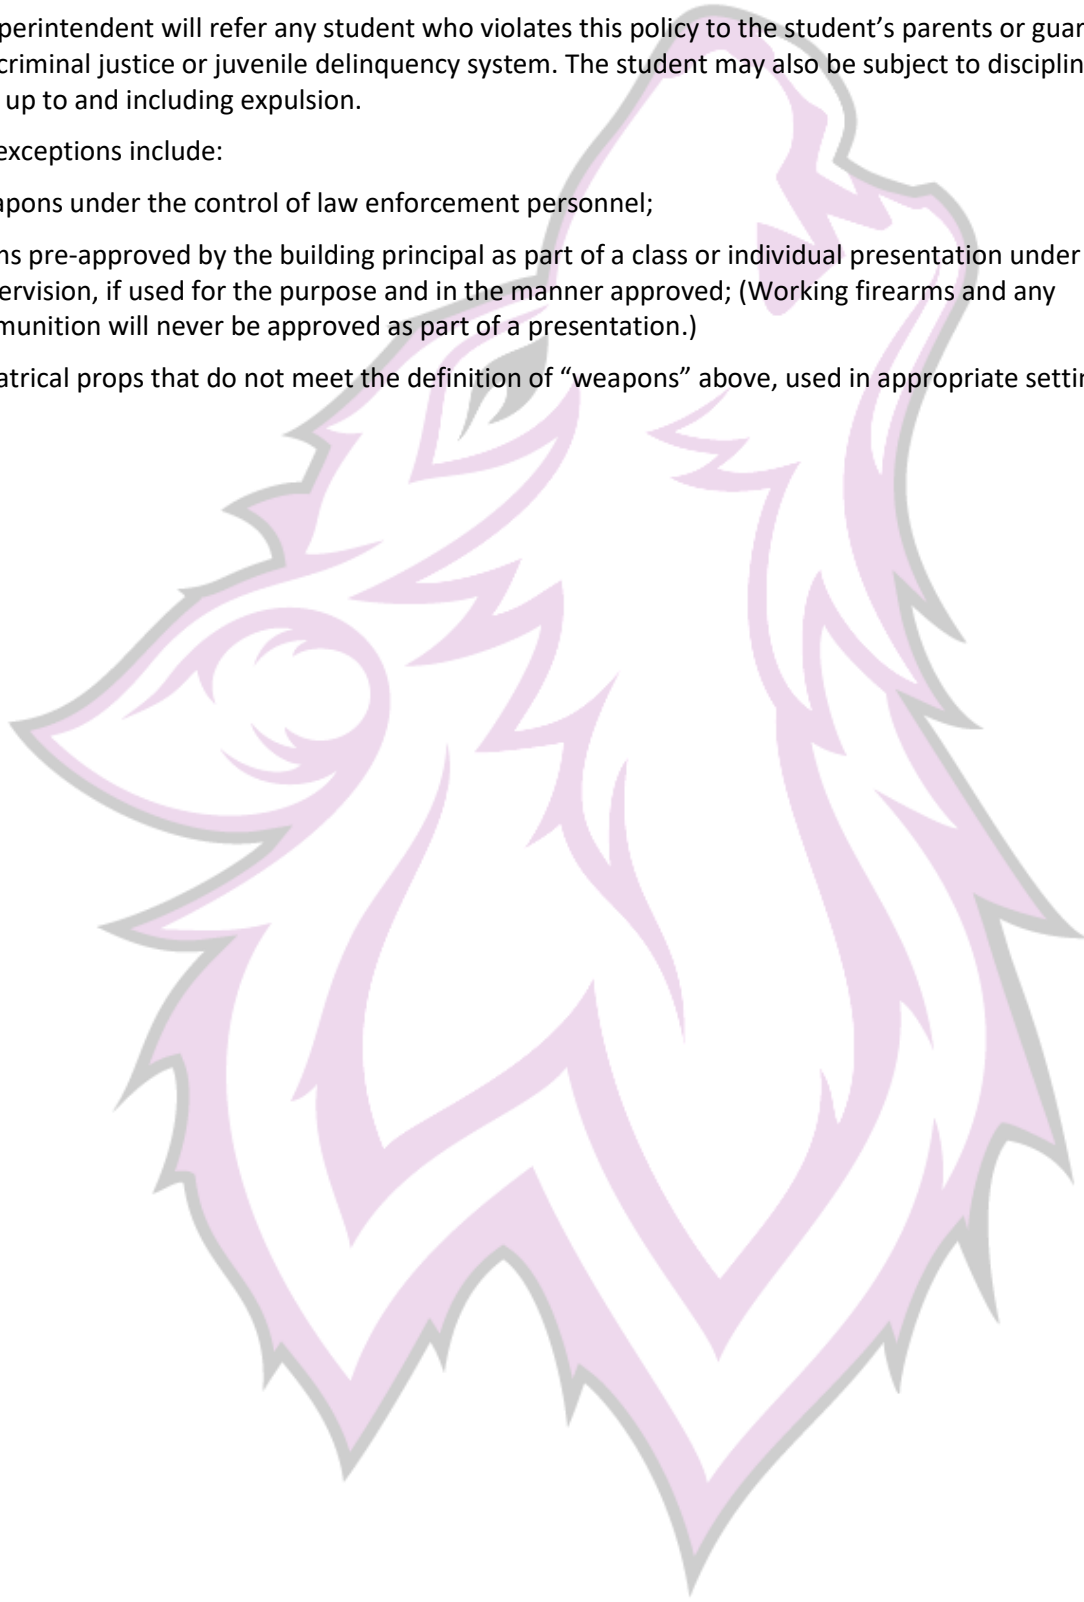 perintendent will refer any student who violates this policy to the student’s parents or guar
criminal justice or juvenile delinquency system. The student may also be subject to disciplin
up to and including expulsion.
exceptions include:
apons under the control of law enforcement personnel;
ns pre-approved by the building principal as part of a class or individual presentation under
ervision, if used for the purpose and in the manner approved; (Working firearms and any
munition will never be approved as part of a presentation.)
atrical props that do not meet the definition of “weapons” above, used in appropriate settin